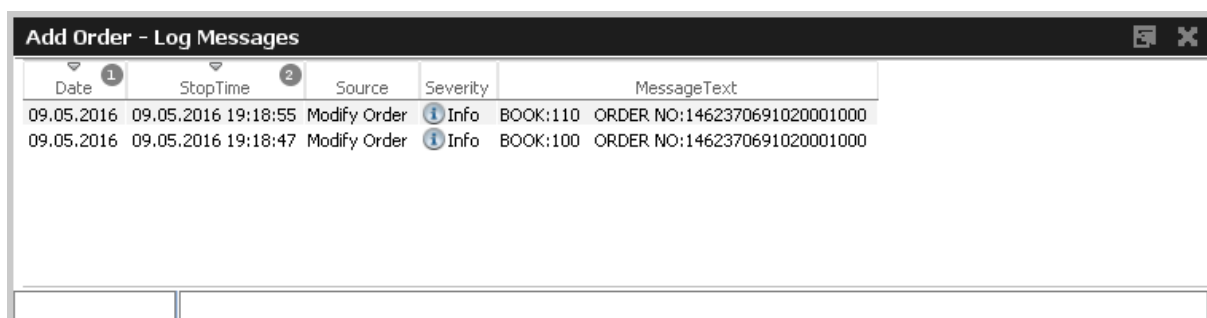 Add Order - Log Messages
Date 1 StopTime 2 Source Severity MessageText
09.05.2016 09.05.2016 19:18:55 Modify Order Info BOOK:110 ORDER NO:1462370691020001000
09.05.2016 09.05.2016 19:18:47 Modify Order Info BOOK:100 ORDER NO:1462370691020001000